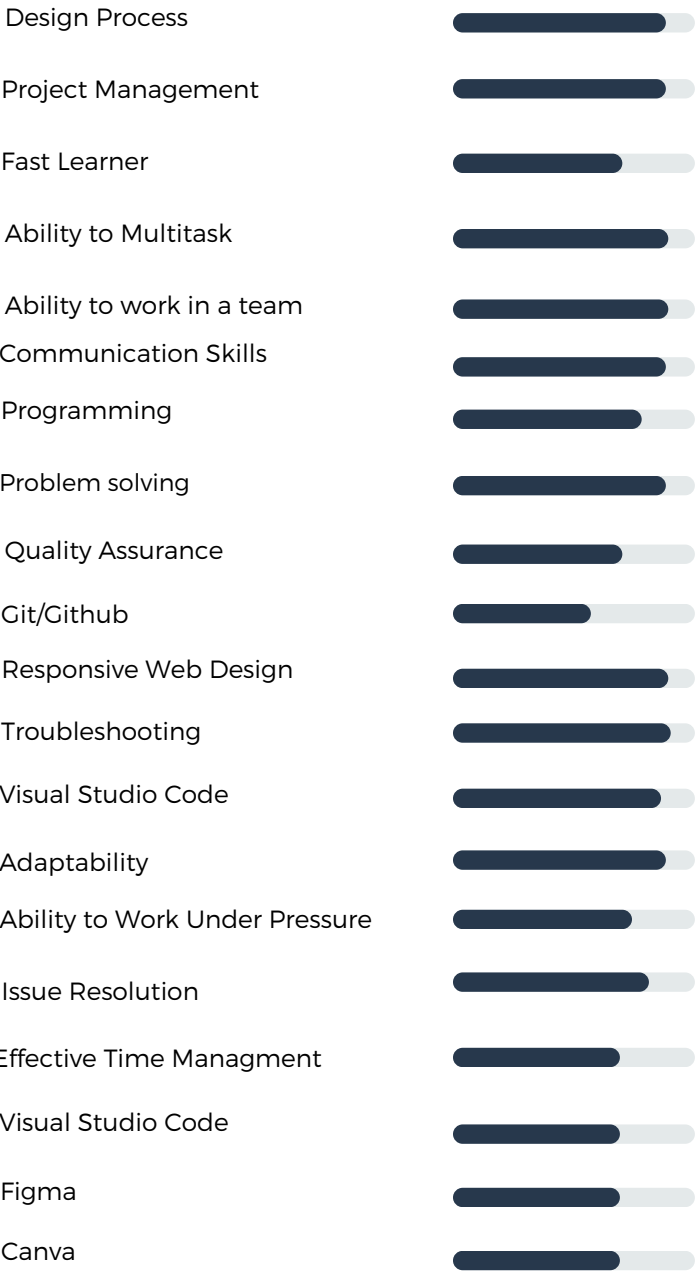 Design Process
Project Management
Fast Learner
Ability to Multitask
Ability to work in a team
Communication Skills
Programming
Problem solving
Quality Assurance
Git/Github
Responsive Web Design
Troubleshooting
Visual Studio Code
Adaptability
Ability to Work Under Pressure
Issue Resolution
Effective Time Managment
Visual Studio Code
Figma
Canva